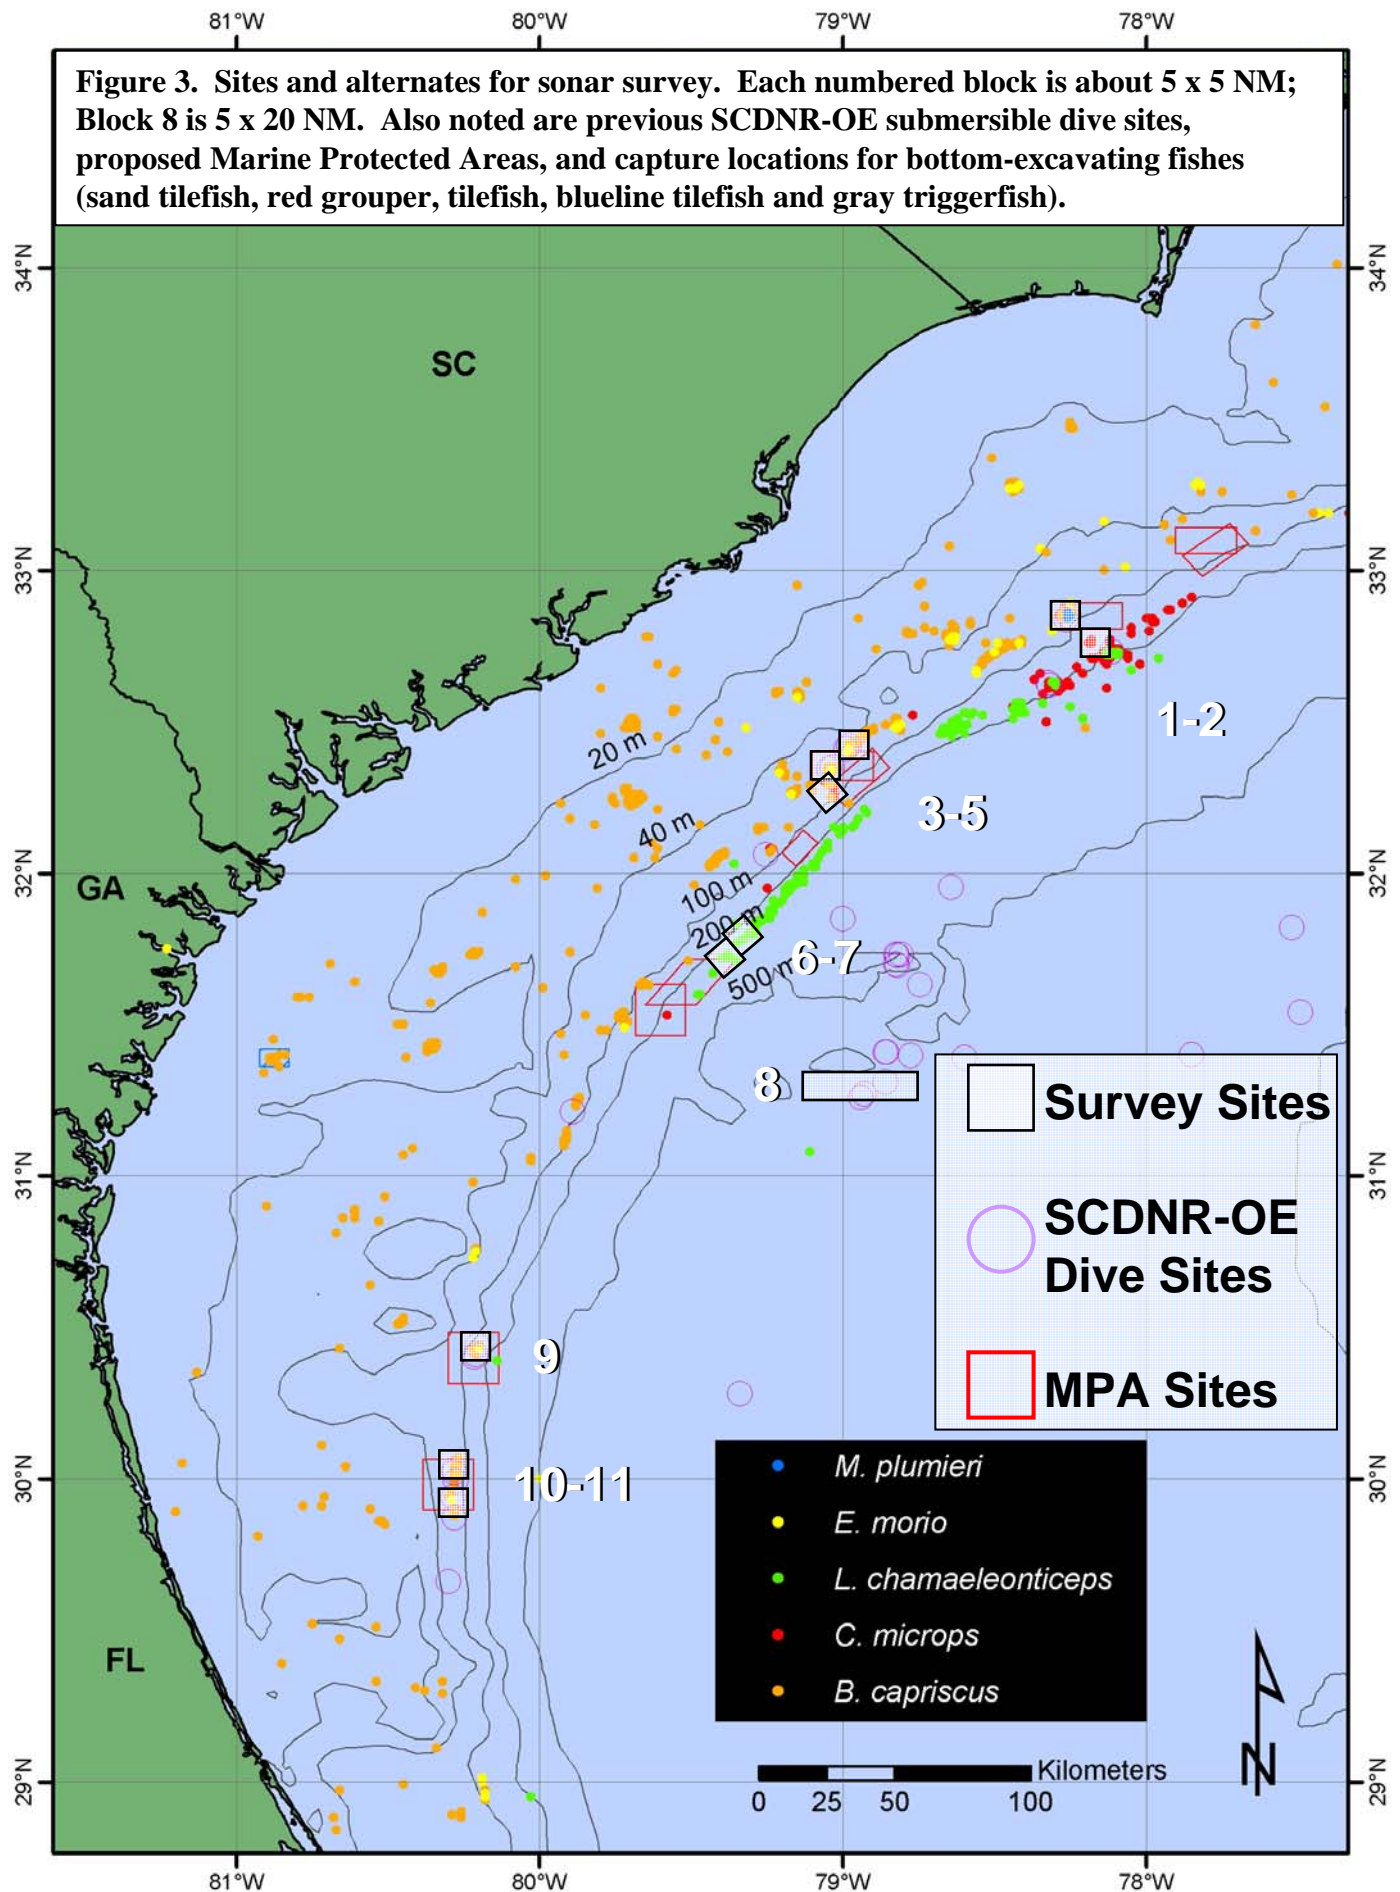 81°W 80°W 79°W 78°W
Figure 3. Sites and alternates for sonar survey. Each numbered block is about 5 x 5 NM;
Block 8 is 5 x 20 NM. Also noted are previous SCDNR-OE submersible dive sites,
proposed Marine Protected Areas, and capture locations for bottom-excavating fishes
(sand tilefish, red grouper, tilefish, blueline tilefish and gray triggerfish).
34°N 34°N
SC
33°N 33°N
1-2
20 m
3-5
40 m
32°N 32°N
GA
100 m
200 m
6-7
500 m
8
Survey Sites
31°N 31°N
SCDNR-OE
Dive Sites
9
MPA Sites
30°N 30°N
10-11
M. plumieri
E. morio
L. chamaeleonticeps
C. microps
B. capriscus
FL
N
29°N 29°N
Kilometers
0 25 50 100
81°W 80°W 79°W 78°W